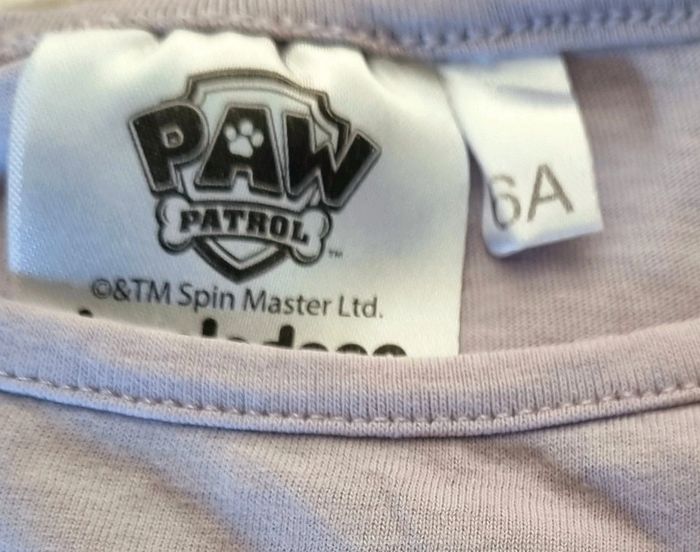 PAW
PATROL
™
©&TM Spin Master Ltd.
6A